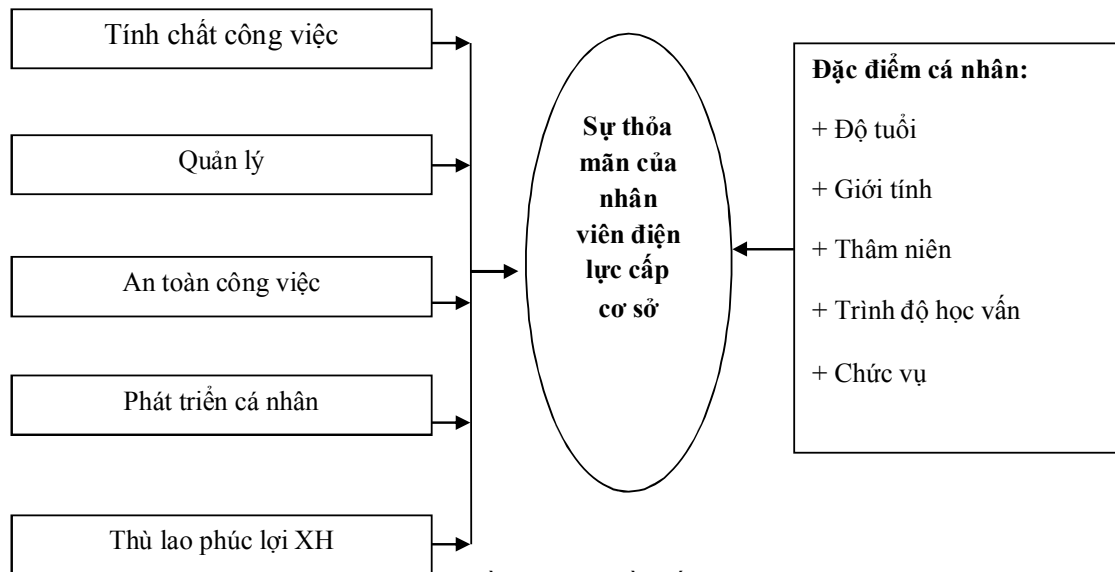 Tính chất công việc
Quản lý
An toàn công việc
Phát triển cá nhân
Thù lao phúc lợi XH
Sự thỏa
mãn của
nhân
viên điện
lực cấp
cơ sở
Đặc điểm cá nhân:
+ Độ tuổi
+ Giới tính
+ Thâm niên
+ Trình độ học vấn
+ Chức vụ